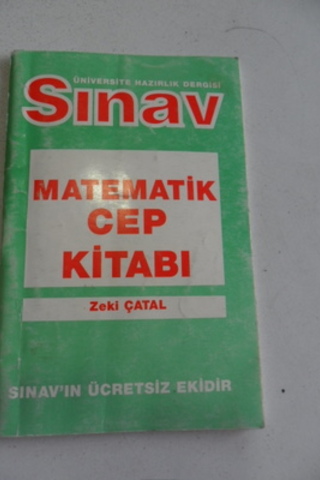 ÜNİVERSİTE HAZIRLIK DERGİSİ
Sınav
MATEMATİK
CEP
KİTABI
Zeki ÇATAL
SINAV'IN ÜCRETSİZ EKİDİR